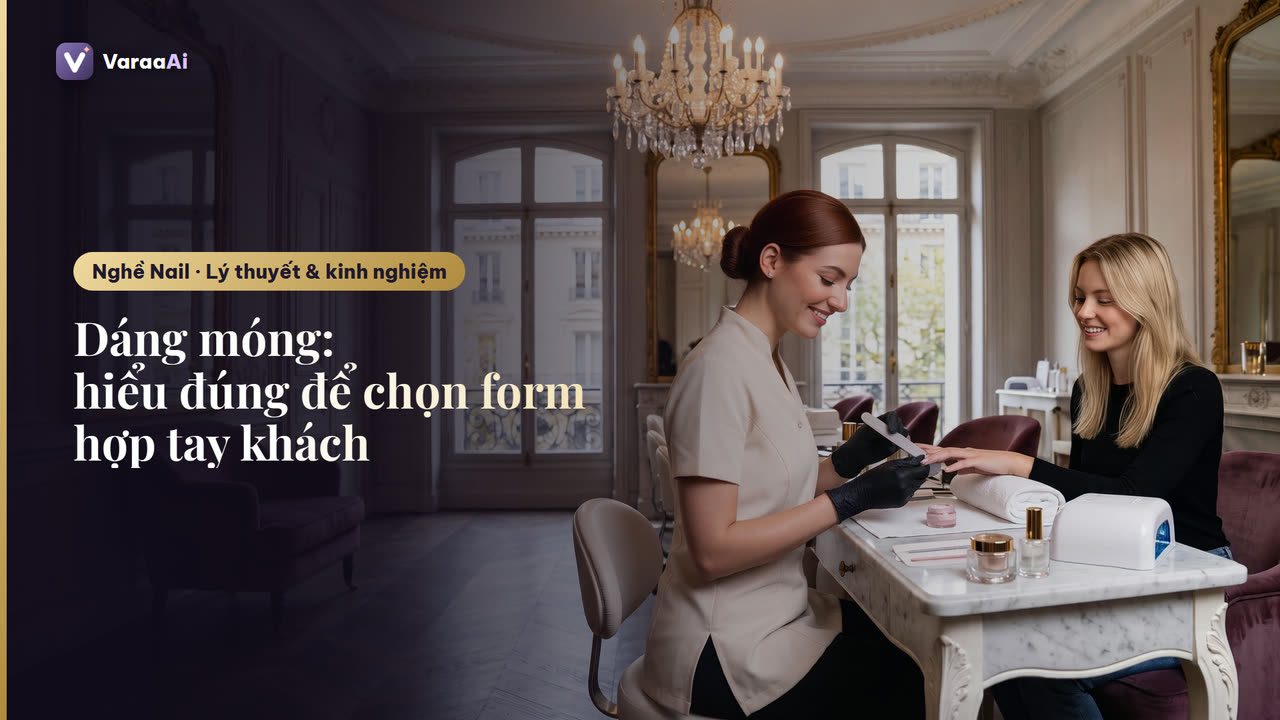 VaraaAi
Nghề Nail · Lý thuyết & kinh nghiệm
Dáng móng:
hiểu đúng để chọn form
hợp tay khách